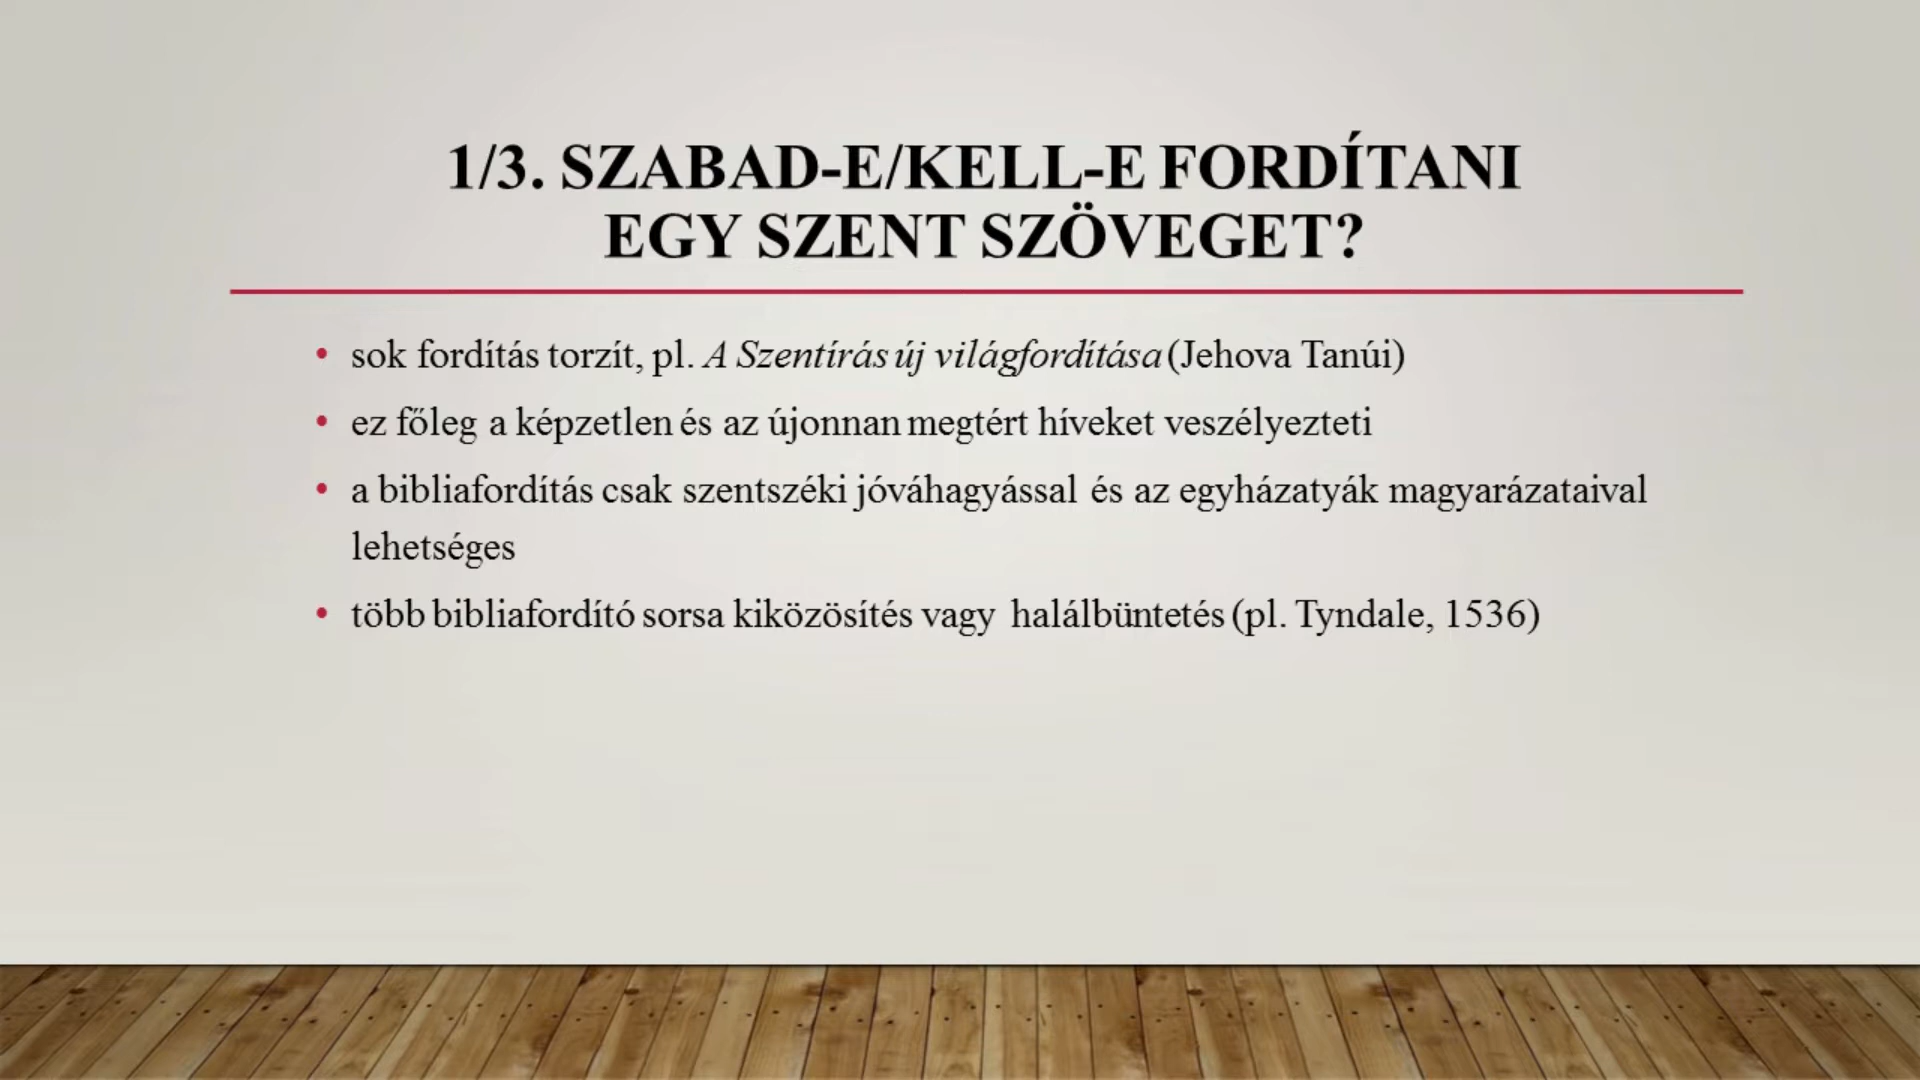 1/3. SZABAD-E/KELL-E FORDÍTANI
EGY SZENT SZÖVEGET?
• sok fordítás torzít, pl. A Szentírás új világfordítása (Jehova Tanúi)
• ez főleg a képzetlen és az újonnan megtért híveket veszélyezteti
• a bibliafordítás csak szentszéki jóváhagyással és az egyházatyák magyarázataival
lehetséges
• több bibliafordító sorsa kiközösítés vagy halálbüntetés (pl. Tyndale, 1536)